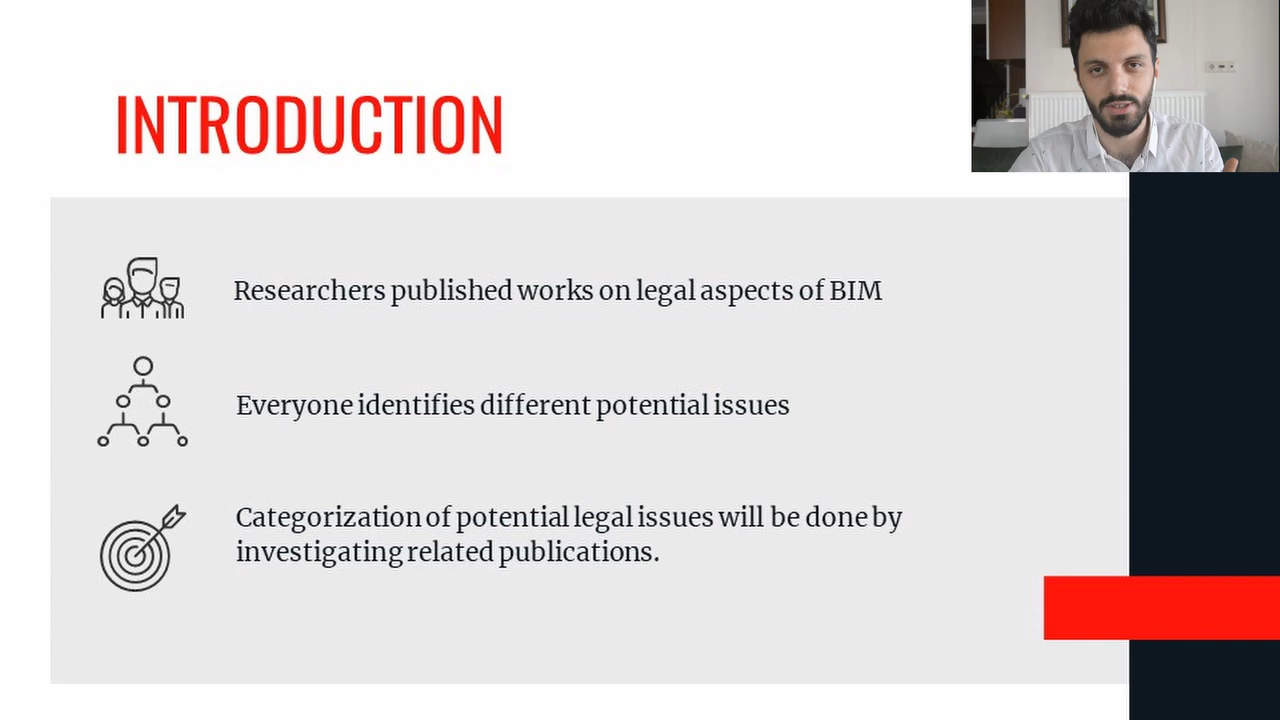 INTRODUCTION
Researchers published works on legal aspects of BIM
Everyone identifies different potential issues
Categorization of potential legal issues will be done by
investigating related publications.